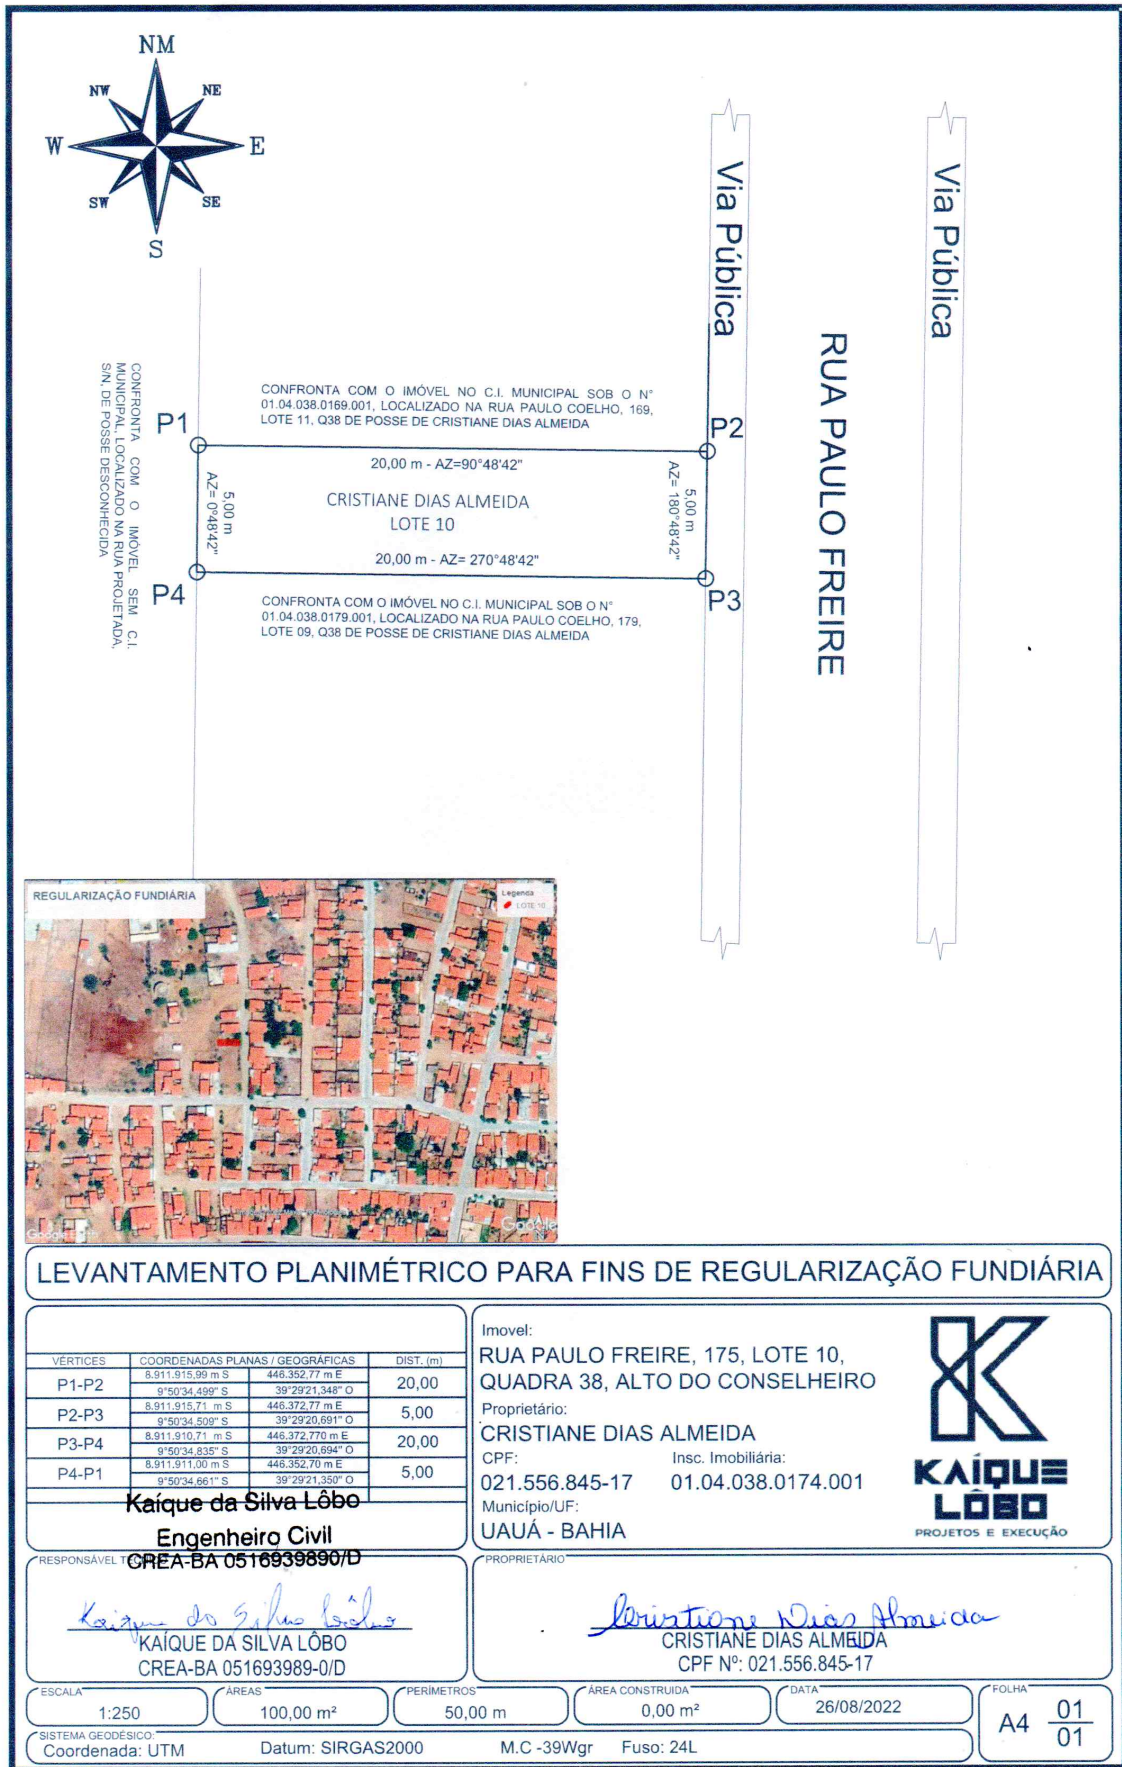 NM
NW
NE
W
E
SW
SE
S
Via Pública
Via Pública
RUA PAULO FREIRE
CONFRONTA COM O IMÓVEL SEM C.I.
MUNICIPAL, LOCALIZADO NA RUA PROJETADA,
S/N, DE POSSE DESCONHECIDA
CONFRONTA COM O IMÓVEL NO C.I. MUNICIPAL SOB O N°
01.04.038.0169.001, LOCALIZADO NA RUA PAULO COELHO, 169,
LOTE 11, Q38 DE POSSE DE CRISTIANE DIAS ALMEIDA
P1
P2
20,00 m - AZ=90°48'42"
5,00 m
AZ= 0°48'42"
CRISTIANE DIAS ALMEIDA
LOTE 10
5,00 m
AZ= 180°48'42"
20,00 m - AZ= 270°48'42"
P4
P3
CONFRONTA COM O IMÓVEL NO C.I. MUNICIPAL SOB O N°
01.04.038.0179.001, LOCALIZADO NA RUA PAULO COELHO, 179,
LOTE 09, Q38 DE POSSE DE CRISTIANE DIAS ALMEIDA
REGULARIZAÇÃO FUNDIÁRIA
Legenda
LOTE 10
Google
Google
N
LEVANTAMENTO PLANIMÉTRICO PARA FINS DE REGULARIZAÇÃO FUNDIÁRIA
VÉRTICES COORDENADAS PLANAS / GEOGRÁFICAS DIST. (m)
P1-P2 8.911.915,99 m S 446.352,77 m E 20,00
9°50'34,499" S 39°29'21,348" O
P2-P3 8.911.915,71 m S 446.372,77 m E 5,00
9°50'34,509" S 39°29'20,691" O
P3-P4 8.911.910,71 m S 446.372,770 m E 20,00
9°50'34,835" S 39°29'20,694" O
P4-P1 8.911.911,00 m S 446.352,70 m E 5,00
9°50'34,661" S 39°29'21,350" O
Kaíque da Silva Lôbo
Engenheiro Civil
CREA-BA 0516939890/D
Imovel:
RUA PAULO FREIRE, 175, LOTE 10,
QUADRA 38, ALTO DO CONSELHEIRO
Proprietário:
CRISTIANE DIAS ALMEIDA
CPF: Insc. Imobiliária:
021.556.845-17 01.04.038.0174.001
Município/UF:
UAUÁ - BAHIA
KAÍQUE
LÔBO
PROJETOS E EXECUÇÃO
RESPONSÁVEL
Kaique da Silva Lôbo
KAÍQUE DA SILVA LÔBO
CREA-BA 051693989-0/D
PROPRIETÁRIO
Cristiane Dias Almeida
CRISTIANE DIAS ALMEIDA
CPF Nº: 021.556.845-17
ESCALA
1:250
ÁREAS
100,00 m²
PERÍMETROS
50,00 m
ÁREA CONSTRUIDA
0,00 m²
DATA
26/08/2022
FOLHA
A4 01
01
SISTEMA GEODÉSICO:
Coordenada: UTM Datum: SIRGAS2000 M.C -39Wgr Fuso: 24L